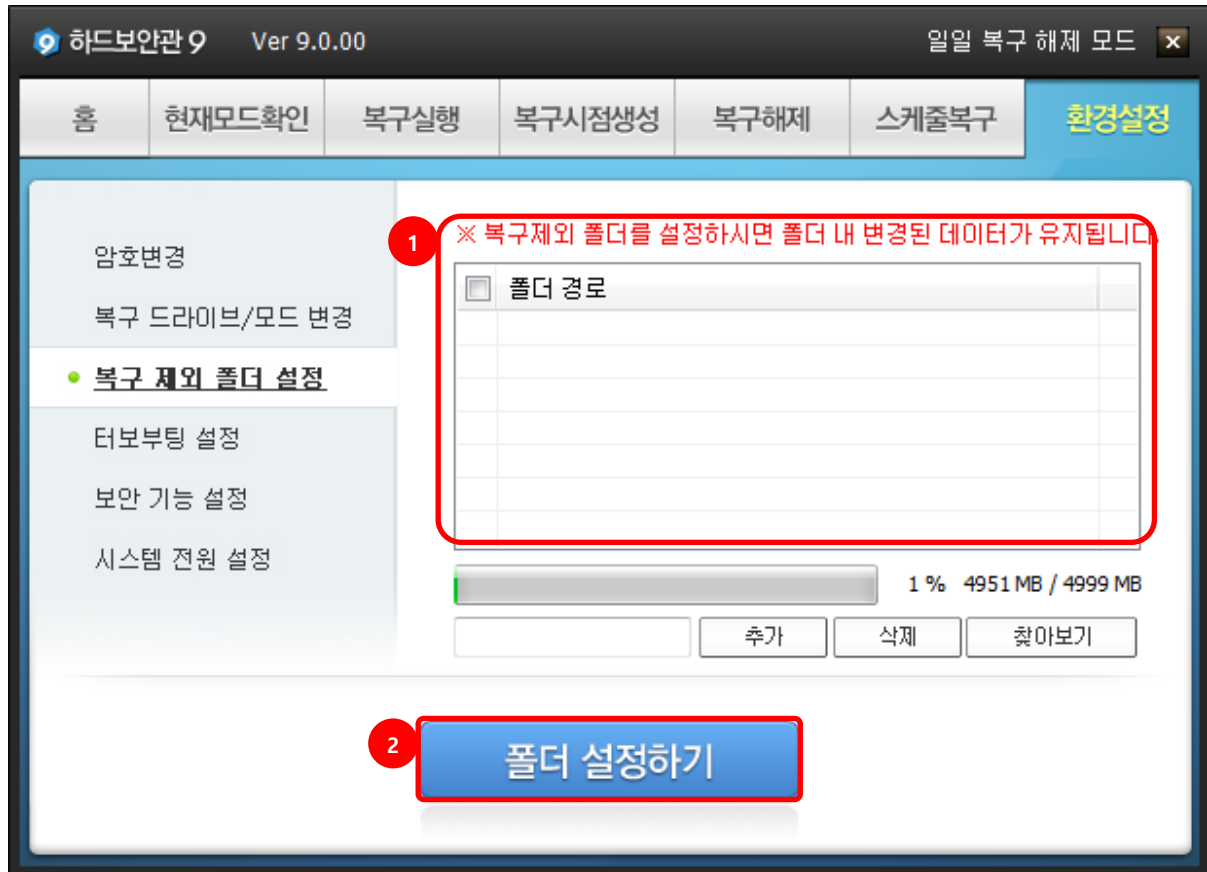 하드보안관 9 Ver 9.0.00 일일 복구 해제 모드
홈 현재모드확인 복구실행 복구시점생성 복구해제 스케줄복구 환경설정
암호변경
복구 드라이브/모드 변경
복구 제외 폴더 설정
터보부팅 설정
보안 기능 설정
시스템 전원 설정
1
※ 복구제외 폴더를 설정하시면 폴더 내 변경된 데이터가 유지됩니다.
폴더 경로
1 % 4951 MB / 4999 MB
추가 삭제 찾아보기
2
폴더 설정하기